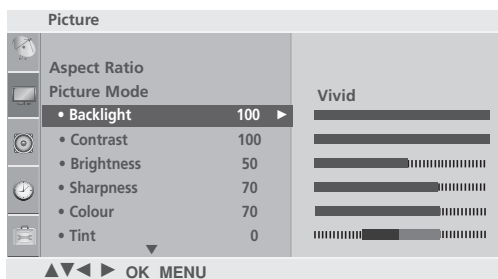 Picture
Aspect Ratio
Picture Mode Vivid
• Backlight 100 ►
• Contrast 100
• Brightness 50
• Sharpness 70
• Colour 70
• Tint 0
▼
▲▼◄ ► OK MENU